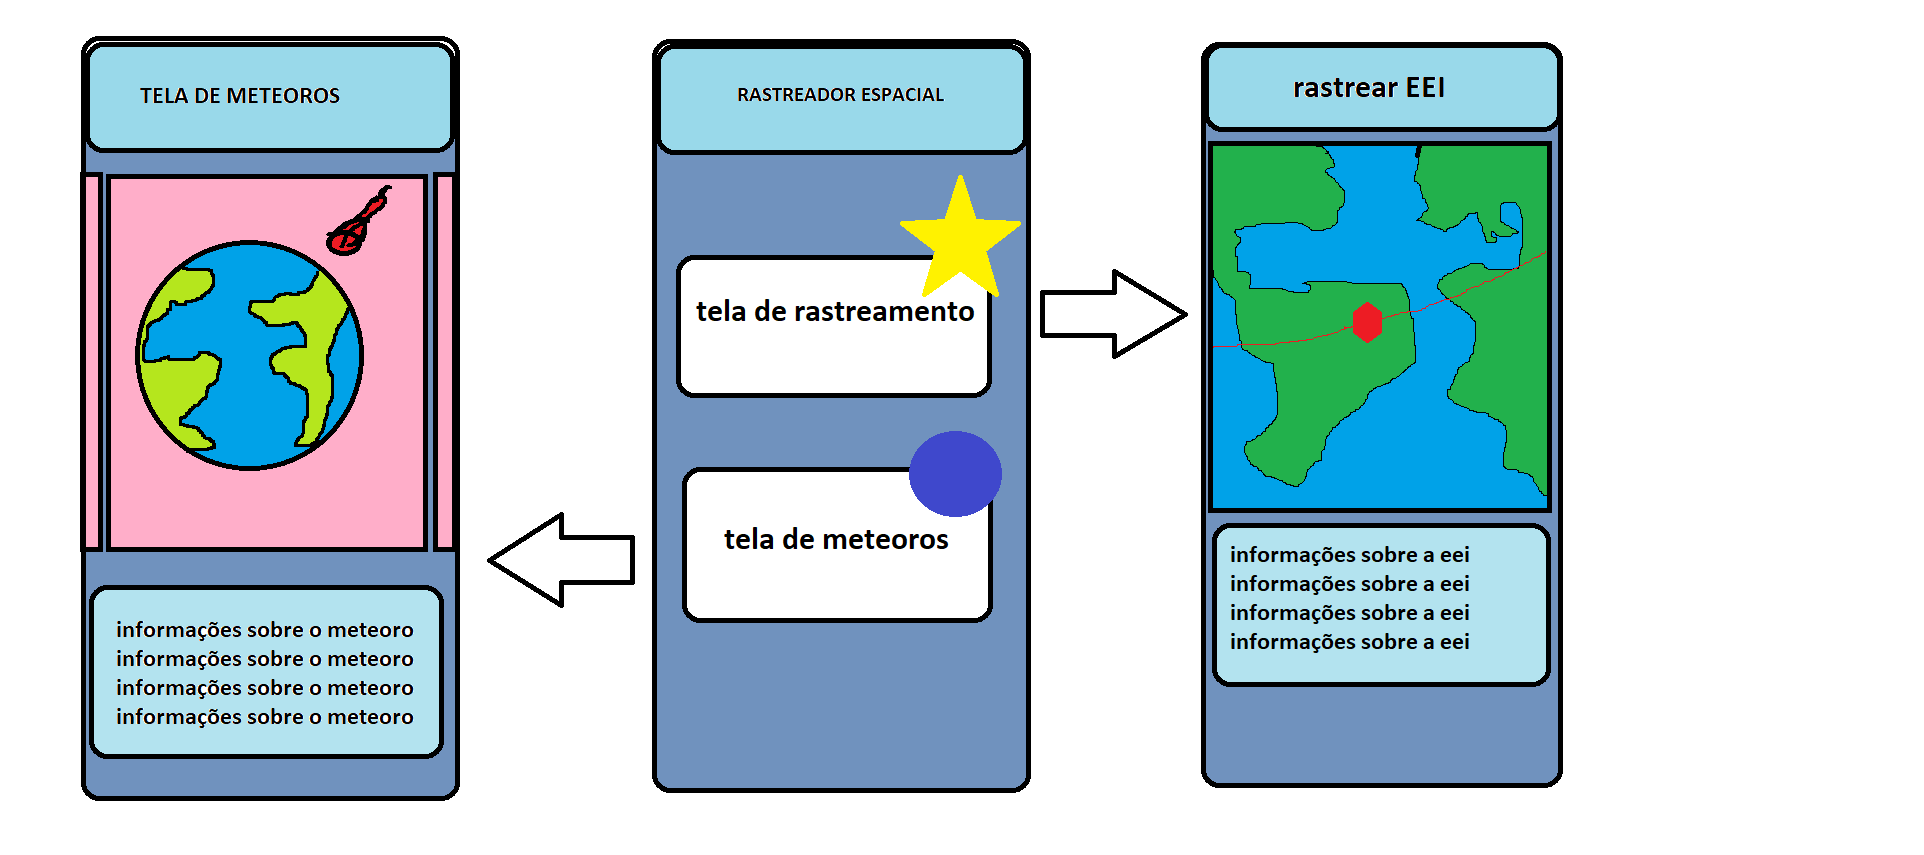 TELA DE METEOROS
informações sobre o meteoro
informações sobre o meteoro
informações sobre o meteoro
informações sobre o meteoro
RASTREADOR ESPACIAL
tela de rastreamento
tela de meteoros
rastrear EEI
informações sobre a eei
informações sobre a eei
informações sobre a eei
informações sobre a eei